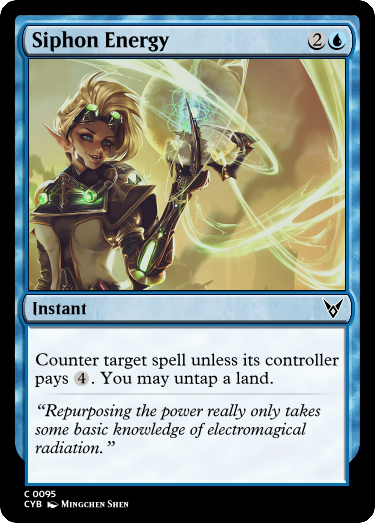 Siphon Energy 2
Instant
Counter target spell unless its controller
pays 4. You may untap a land.
“Repurposing the power really only takes
some basic knowledge of electromagical
radiation.”
C 0095
CYB Mingchen Shen